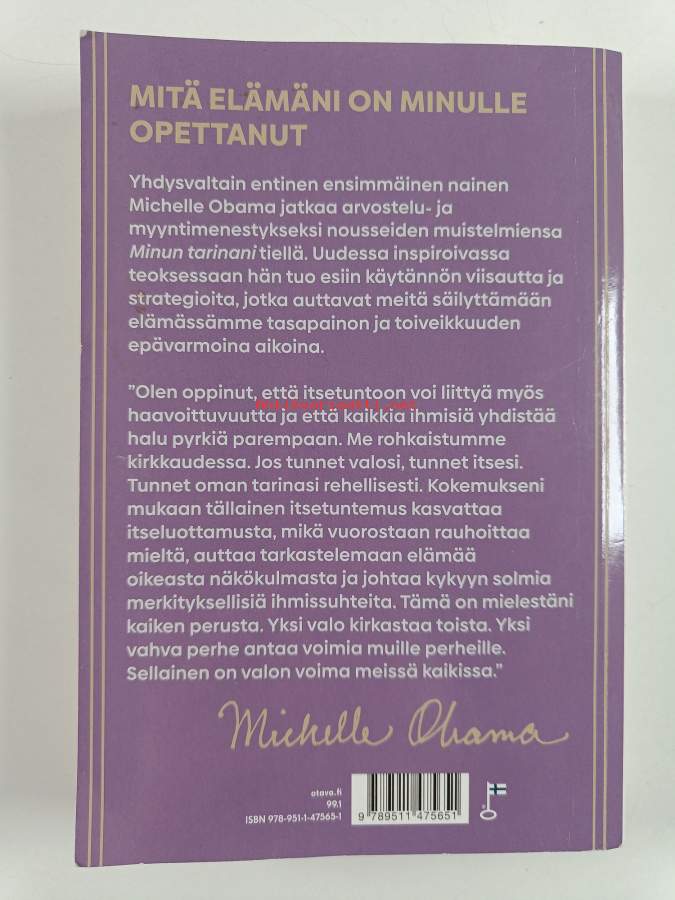 MITÄ ELÄMÄNI ON MINULLE
OPETTANUT
Yhdysvaltain entinen ensimmäinen nainen
Michelle Obama jatkaa arvostelu- ja
myyntimenestykseksi nousseiden muistelmiensa
Minun tarinani tiellä. Uudessa inspiroivassa
teoksessaan hän tuo esiin käytännön viisautta ja
strategioita, jotka auttavat meitä säilyttämään
elämässämme tasapainon ja toiveikkuuden
epävarmoina aikoina.
”Olen oppinut, että itsetuntoon voi liittyä myös
haavoittuvuutta ja että kaikkia ihmisiä yhdistää
halu pyrkiä parempaan. Me rohkaistumme
kirkkaudessa. Jos tunnet valosi, tunnet itsesi.
Tunnet oman tarinasi rehellisesti. Kokemukseni
mukaan tällainen itsetuntemus kasvattaa
itseluottamusta, mikä vuorostaan rauhoittaa
mieltä, auttaa tarkastelemaan elämää
oikeasta näkökulmasta ja johtaa kykyyn solmia
merkityksellisiä ihmissuhteita. Tämä on mielestäni
kaiken perusta. Yksi valo kirkastaa toista. Yksi
vahva perhe antaa voimia muille perheille.
Sellainen on valon voima meissä kaikissa.”
Michelle Obama
otava.fi
99.1
ISBN 978-951-1-47565-1
9 789511 475651